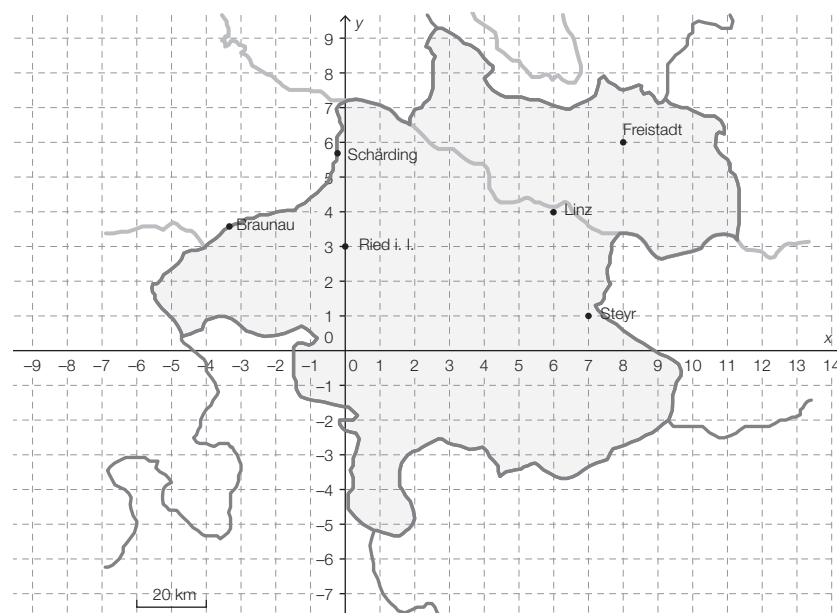 y
9
8
7
6
5
4
3
2
1
0
Freistadt
Schärding
Linz
Braunau
Ried i. I.
Steyr
x
–9 –8 –7 –6 –5 –4 –3 –2 –1 0 1 2 3 4 5 6 7 8 9 10 11 12 13 14
–1
–2
–3
–4
–5
–6
–7
20 km